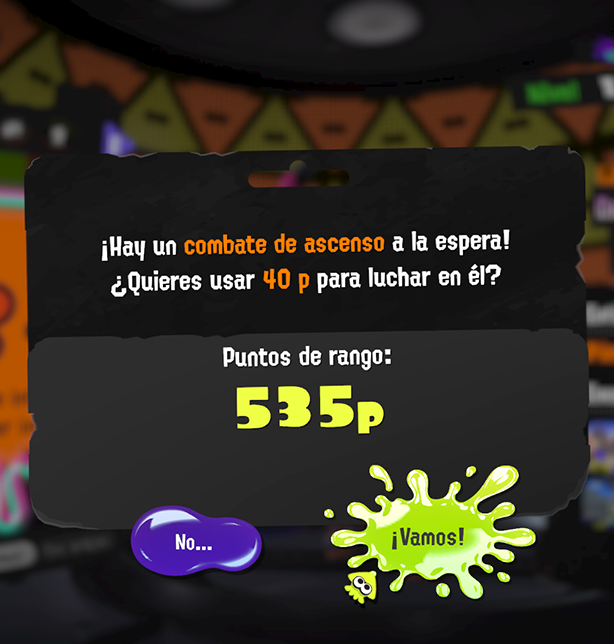 ¡Hay un combate de ascenso a la espera!
¿Quieres usar 40 p para luchar en él?
Puntos de rango:
535p
No...
¡Vamos!